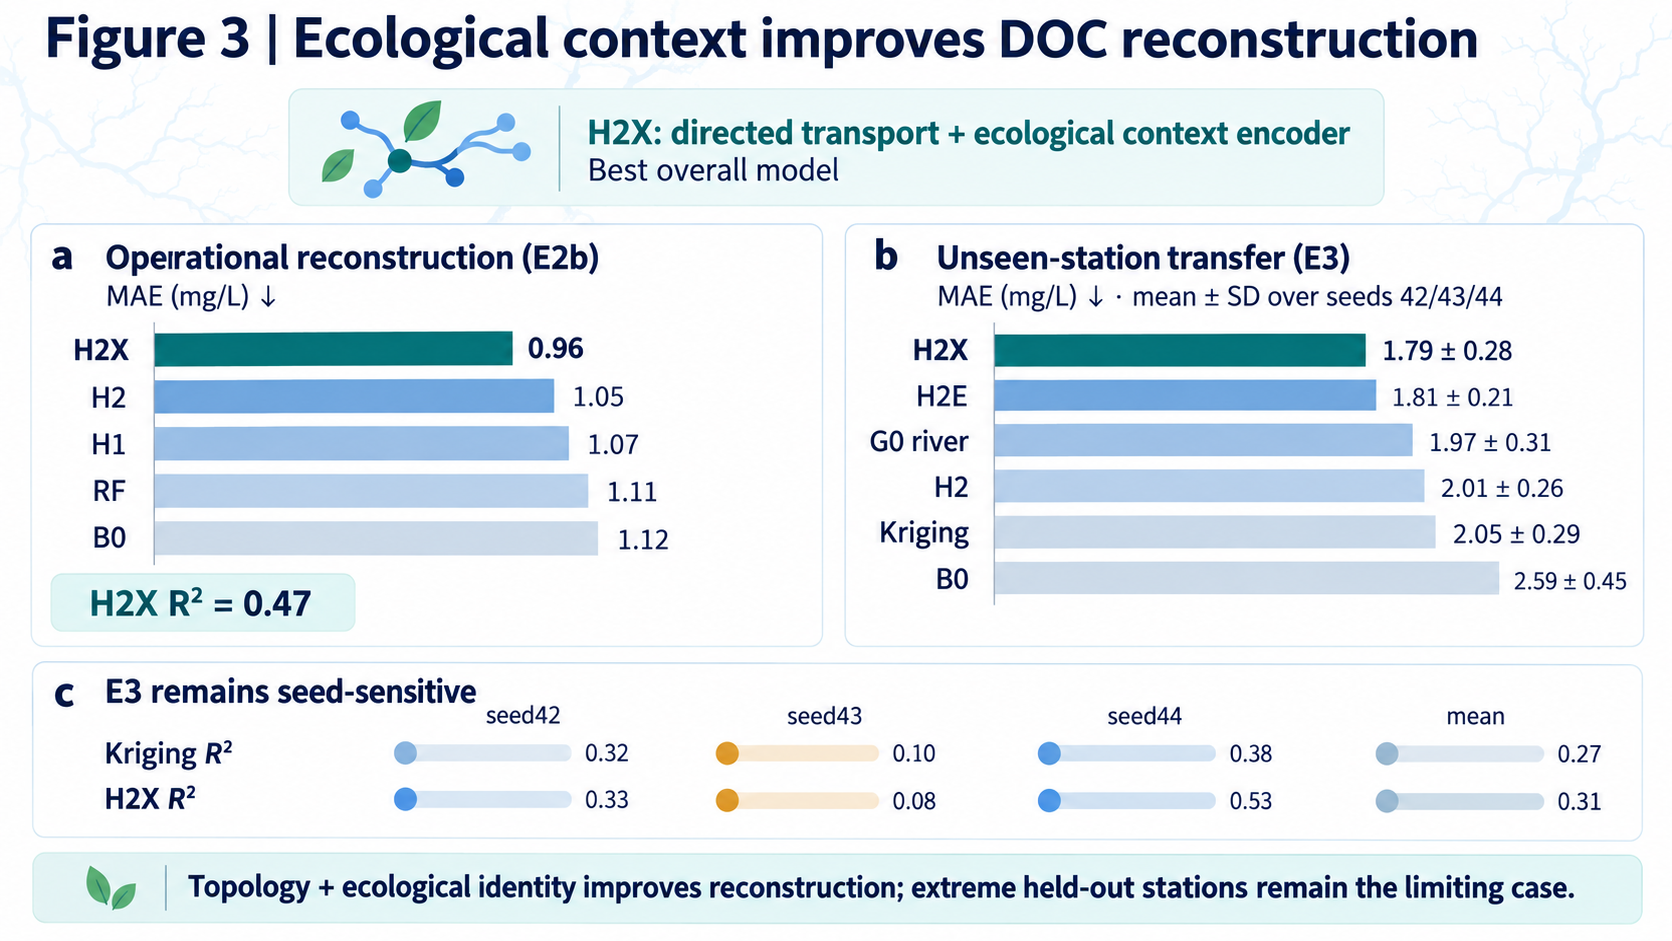 Figure 3 | Ecological context improves DOC reconstruction
H2X: directed transport + ecological context encoder
Best overall model
a Operational reconstruction (E2b)
MAE (mg/L) ↓
H2X 0.96
H2 1.05
H1 1.07
RF 1.11
B0 1.12
H2X R² = 0.47
b Unseen-station transfer (E3)
MAE (mg/L) ↓ · mean ± SD over seeds 42/43/44
H2X 1.79 ± 0.28
H2E 1.81 ± 0.21
G0 river 1.97 ± 0.31
H2 2.01 ± 0.26
Kriging 2.05 ± 0.29
B0 2.59 ± 0.45
c E3 remains seed-sensitive
seed42 seed43 seed44 mean
Kriging R² 0.32 0.10 0.38 0.27
H2X R² 0.33 0.08 0.53 0.31
Topology + ecological identity improves reconstruction; extreme held-out stations remain the limiting case.